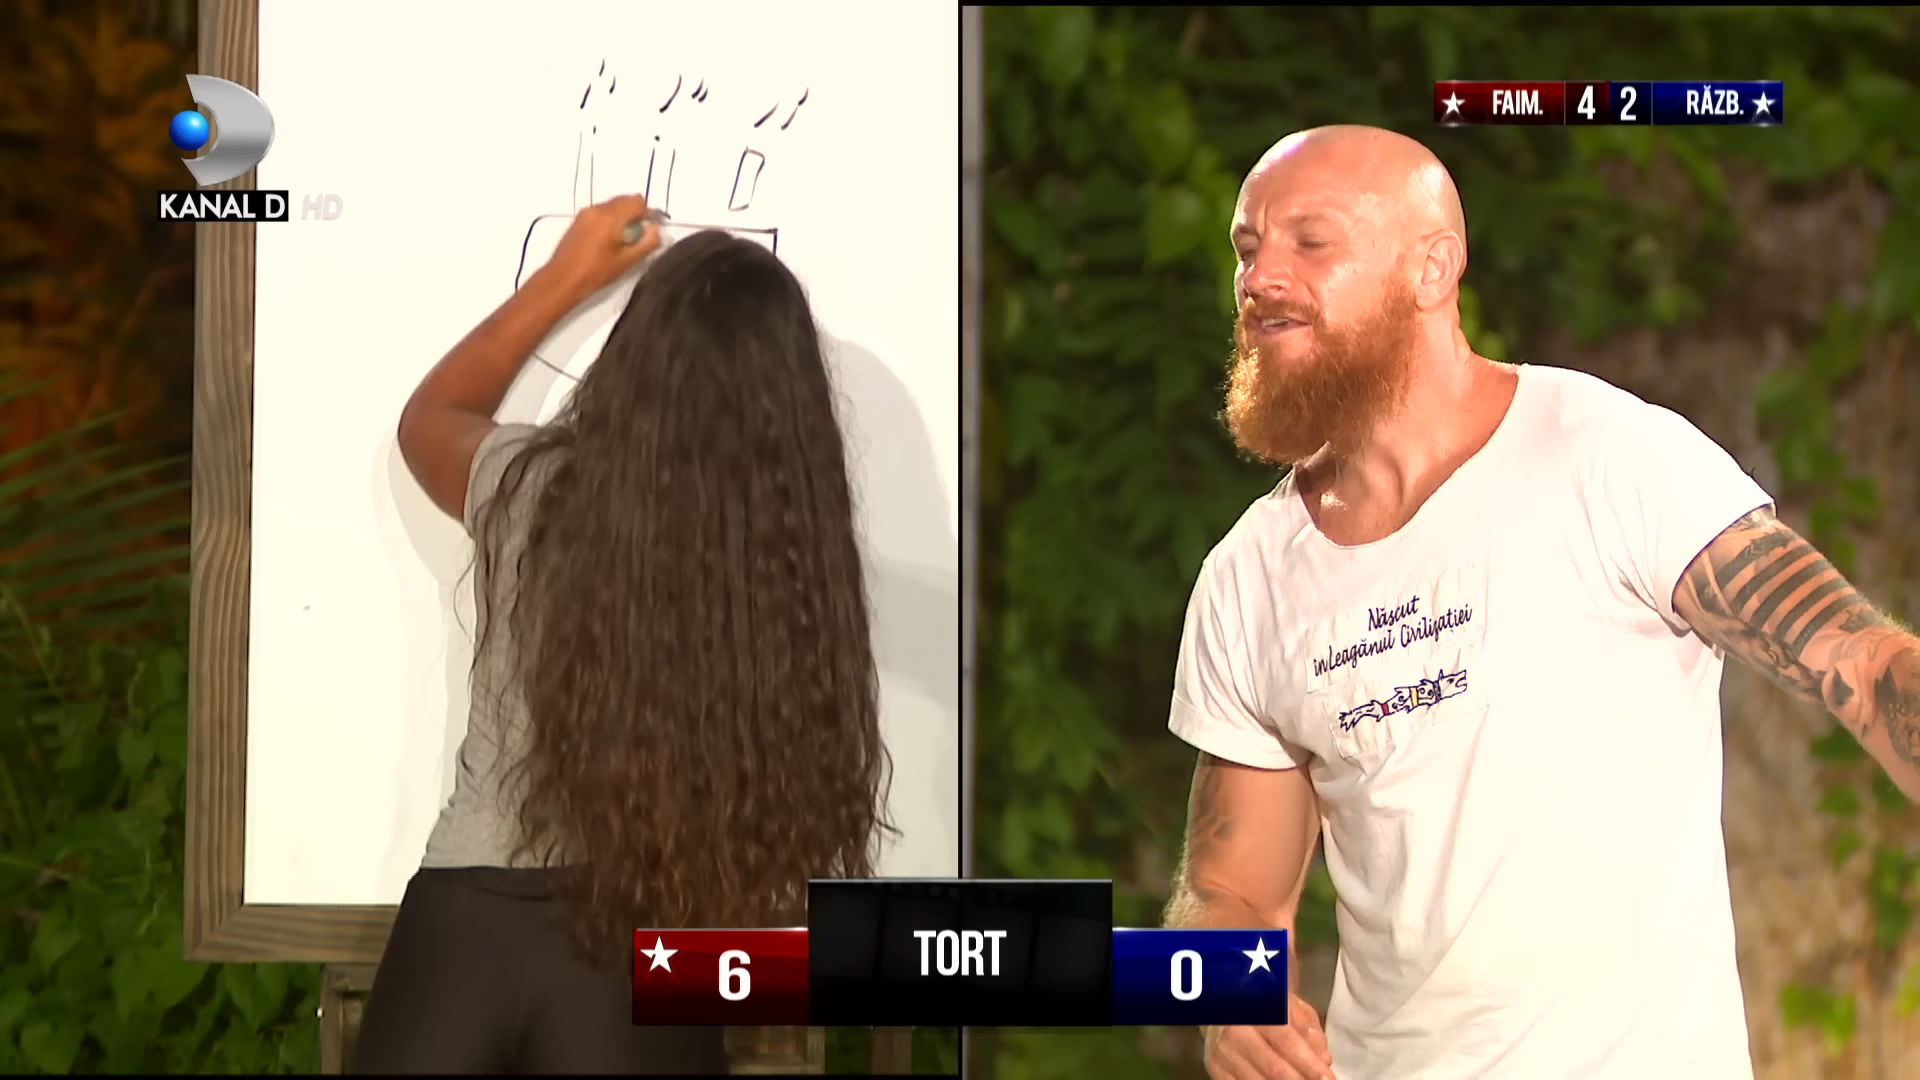 KANAL D HD
FAIM. 4 2 RĂZB.
Născut
în Leagănul Civilizației
6 TORT 0